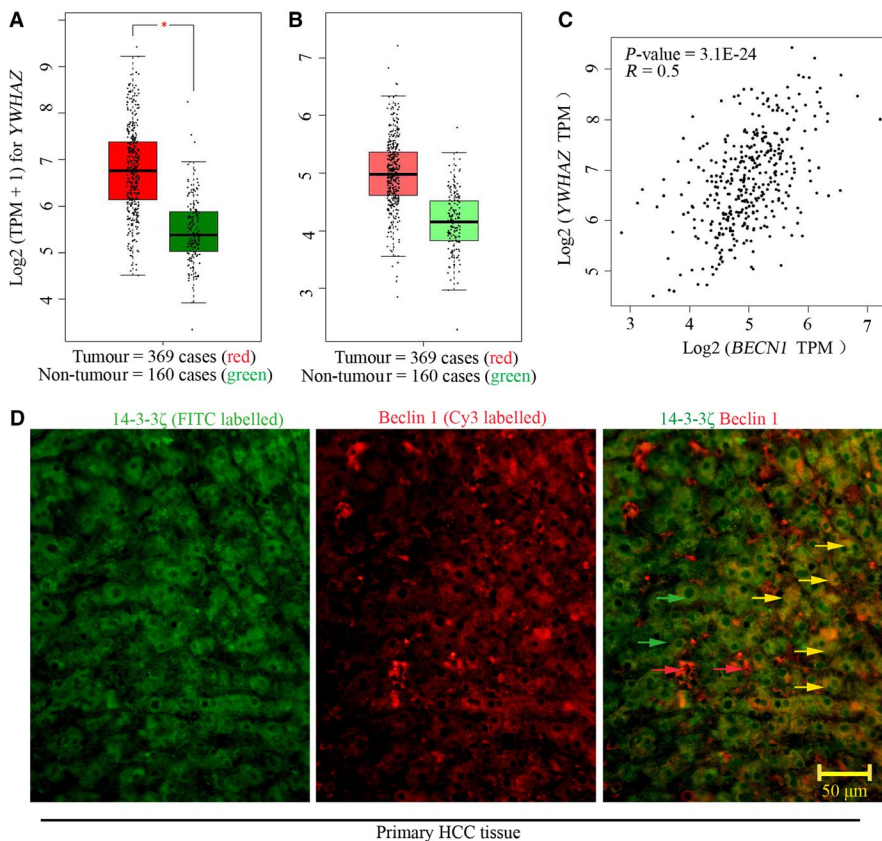 A
B
C
Log2 (TPM + 1) for YWHAZ
9
8
7
6
5
4
*
Tumour = 369 cases (red)
Non-tumour = 160 cases (green)
7
6
5
4
3
Tumour = 369 cases (red)
Non-tumour = 160 cases (green)
P-value = 3.1E-24
R = 0.5
Log2 (YWHAZ TPM )
9
8
7
6
5
3 4 5 6 7
Log2 (BECN1 TPM )
D
14-3-3ζ (FITC labelled)
Beclin 1 (Cy3 labelled)
14-3-3ζ Beclin 1
50 μm
Primary HCC tissue